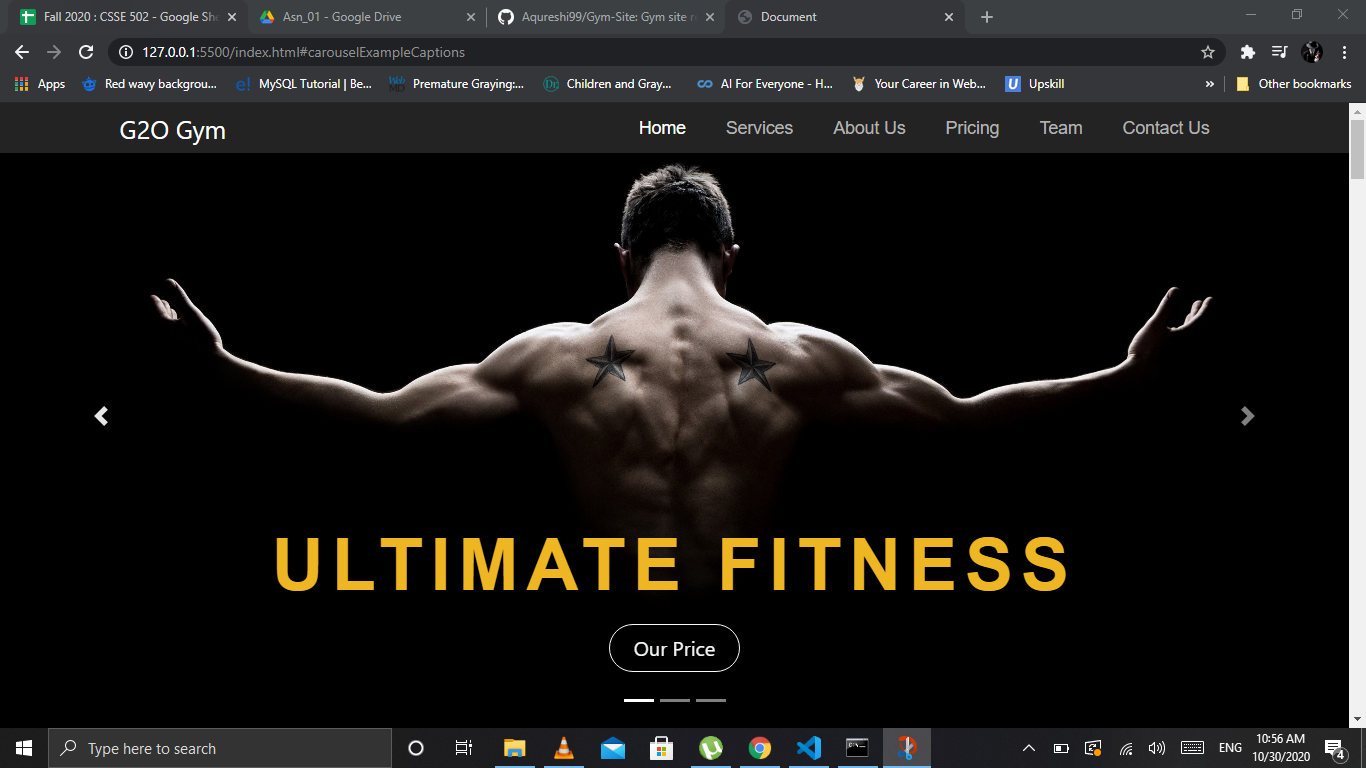 Fall 2020 : CSSE 502 - Google She
Asn_01 - Google Drive
Aqureshi99/Gym-Site: Gym site r
Document
127.0.0.1:5500/index.html#carouselExampleCaptions
Apps
Red wavy backgrou...
MySQL Tutorial | Be...
Premature Graying:...
Children and Gray...
AI For Everyone - H...
Your Career in Web...
Upskill
»
Other bookmarks
G2O Gym
Home
Services
About Us
Pricing
Team
Contact Us
ULTIMATE FITNESS
Our Price
Type here to search
ENG
10:56 AM
10/30/2020
4